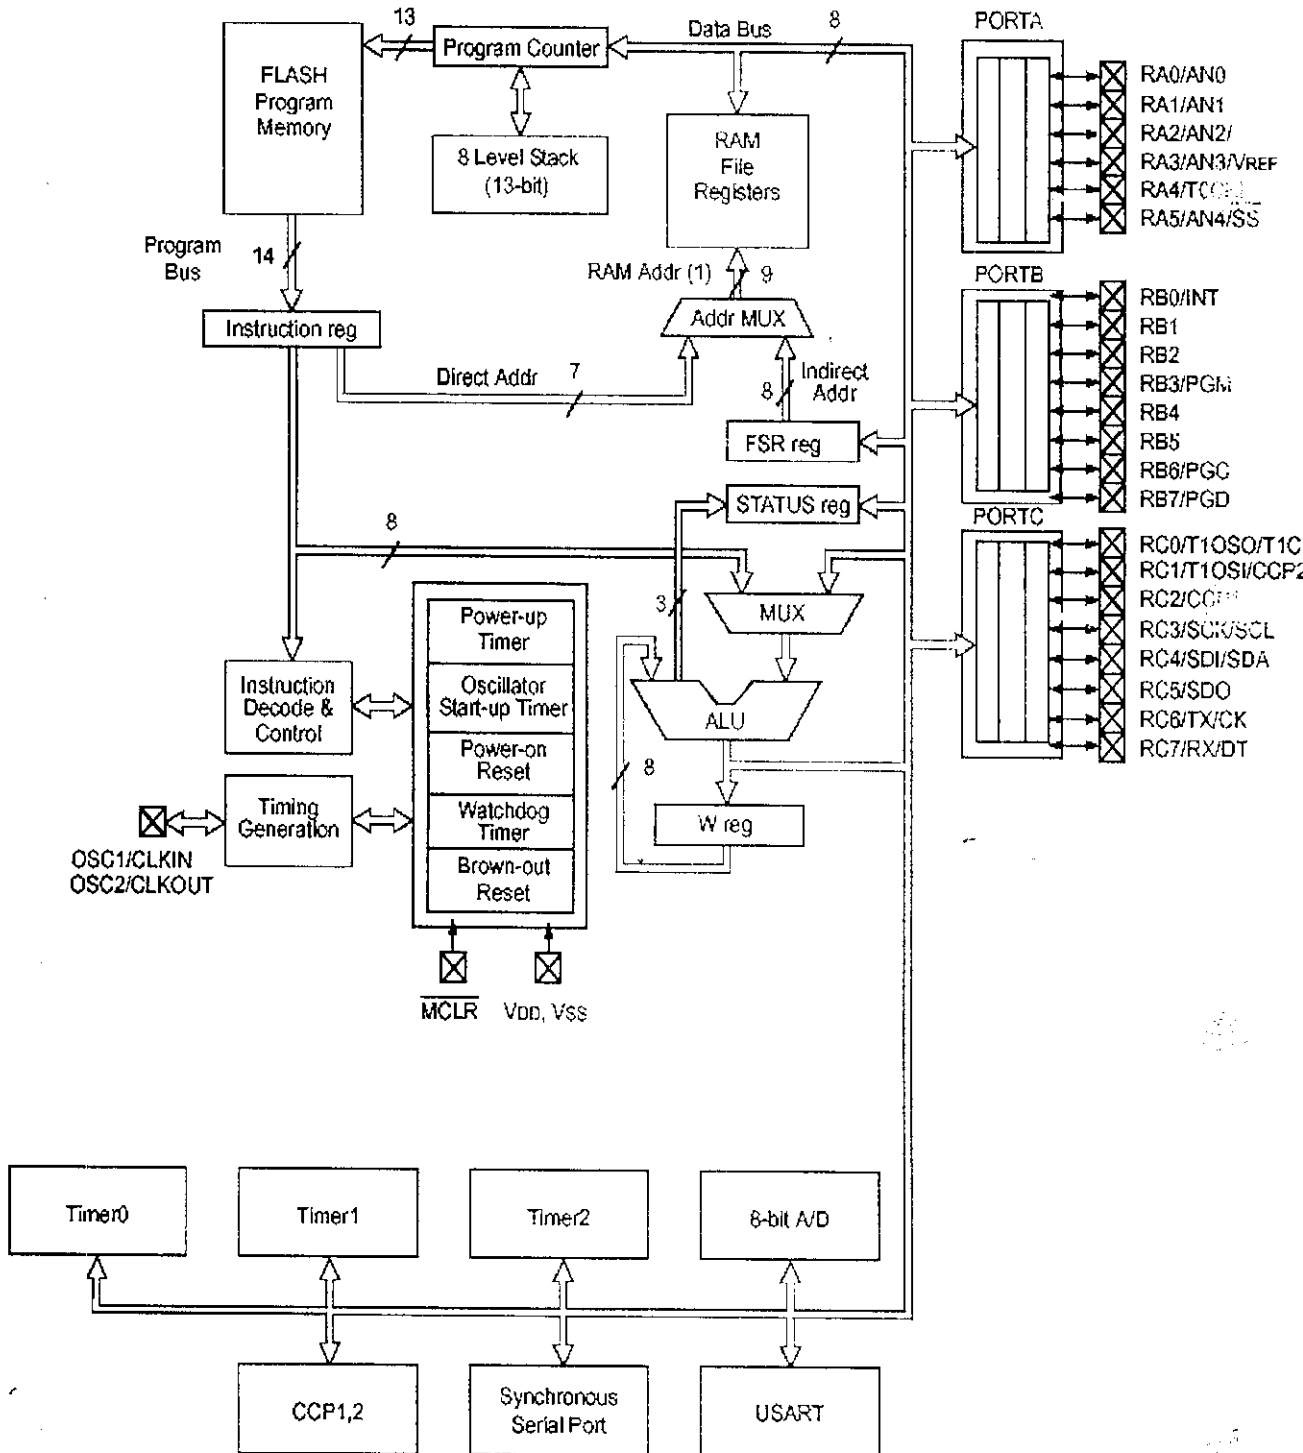 13
Program Counter
Data Bus
8
PORTA
FLASH
Program
Memory
8 Level Stack
(13-bit)
RAM
File
Registers
RA0/AN0
RA1/AN1
RA2/AN2/
RA3/AN3/VREF
RA5/AN4/SS
Program
Bus
14
RAM Addr (1)
9
PORTB
Instruction reg
Addr MUX
RB0/INT
RB1
RB2
RB3/PGM
RB4
RB5
RB6/PGC
RB7/PGD
Direct Addr
7
8
Indirect
Addr
FSR reg
STATUS reg
PORTC
8
3
MUX
RC0/T1OSO/T1C
RC1/T1OSI/CCP2
RC3/SCK/SCL
RC4/SDI/SDA
RC5/SDO
RC6/TX/CK
RC7/RX/DT
Power-up
Timer
Instruction
Decode &
Control
Oscillator
Start-up Timer
ALU
Power-on
Reset
8
Timing
Generation
Watchdog
Timer
W reg
OSC1/CLKIN
OSC2/CLKOUT
Brown-out
Reset
MCLR
VDD, VSS
Timer0
Timer1
Timer2
8-bit A/D
CCP1,2
Synchronous
Serial Port
USART